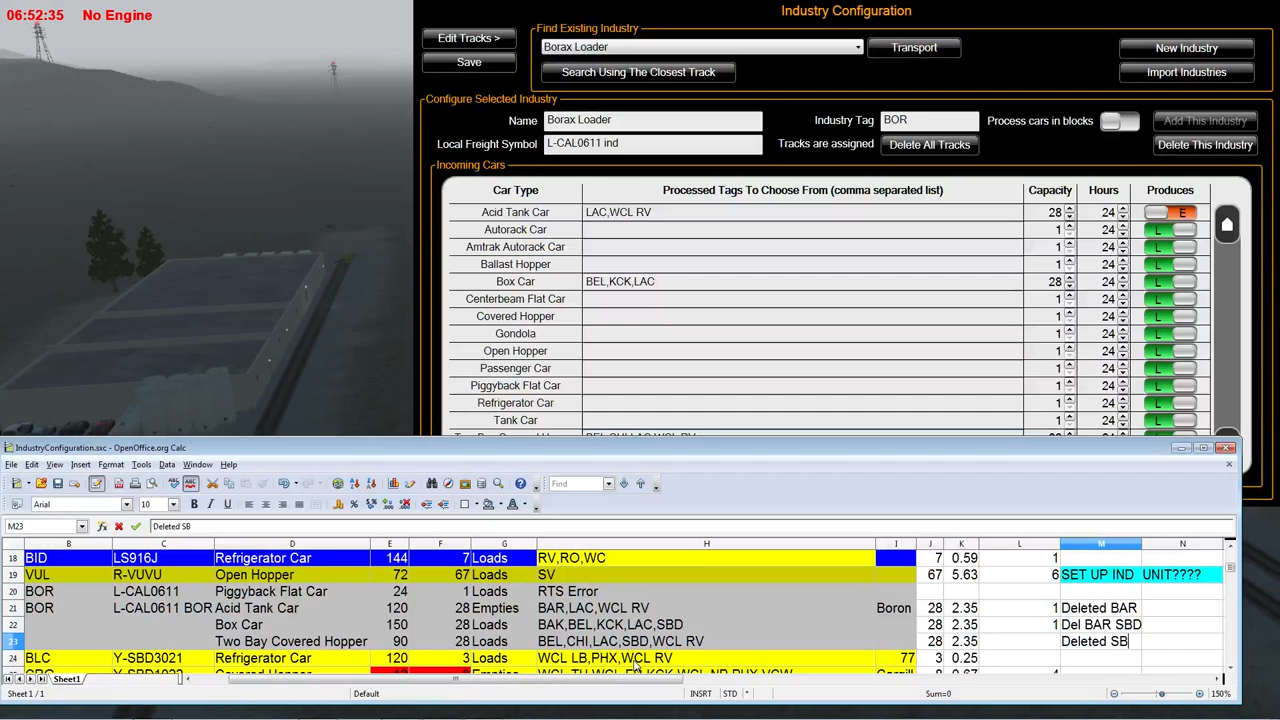 06:52:35 No Engine
Industry Configuration
Edit Tracks >
Save
Find Existing Industry
Borax Loader
Transport
Search Using The Closest Track
New Industry
Import Industries
Configure Selected Industry
Name Borax Loader Industry Tag BOR Process cars in blocks Add This Industry
Local Freight Symbol L-CAL0611 ind Tracks are assigned Delete All Tracks Delete This Industry
Incoming Cars
Car Type Processed Tags To Choose From (comma separated list) Capacity Hours Produces
Acid Tank Car LAC,WCL RV 28 24 E
Autorack Car 1 24 L
Amtrak Autorack Car 1 24 L
Ballast Hopper 1 24 L
Box Car BEL,KCK,LAC 28 24 L
Centerbeam Flat Car 1 24 L
Covered Hopper 1 24 L
Gondola 1 24 L
Open Hopper 1 24 L
Passenger Car 1 24 L
Piggyback Flat Car 1 24 L
Refrigerator Car 1 24 L
Tank Car 1 24 L
IndustryConfiguration.sxc - OpenOffice.org Calc
File Edit View Insert Format Tools Data Window Help
Find
Arial 10
M23 Deleted SB
B C D E F G H I J K L M N
18 BID LS916J Refrigerator Car 144 7 Loads RV,RO,WC 7 0.59 1
19 VUL R-VUVU Open Hopper 72 67 Loads SV 67 5.63 6 SET UP IND UNIT????
20 BOR L-CAL0611 Piggyback Flat Car 24 1 Loads RTS Error
21 BOR L-CAL0611 BOR Acid Tank Car 120 28 Empties BAR,LAC,WCL RV Boron 28 2.35 1 Deleted BAR
22 Box Car 150 28 Loads BAK,BEL,KCK,LAC,SBD 28 2.35 1 Del BAR SBD
23 Two Bay Covered Hopper 90 28 Loads BEL,CHI,LAC,SBD,WCL RV 28 2.35 Deleted SB
24 BLC Y-SBD3021 Refrigerator Car 120 3 Loads WCL LB,PHX,WCL RV 77 3 0.25
Sheet1
Sheet 1 / 1 Default INSRT STD * Sum=0 150%